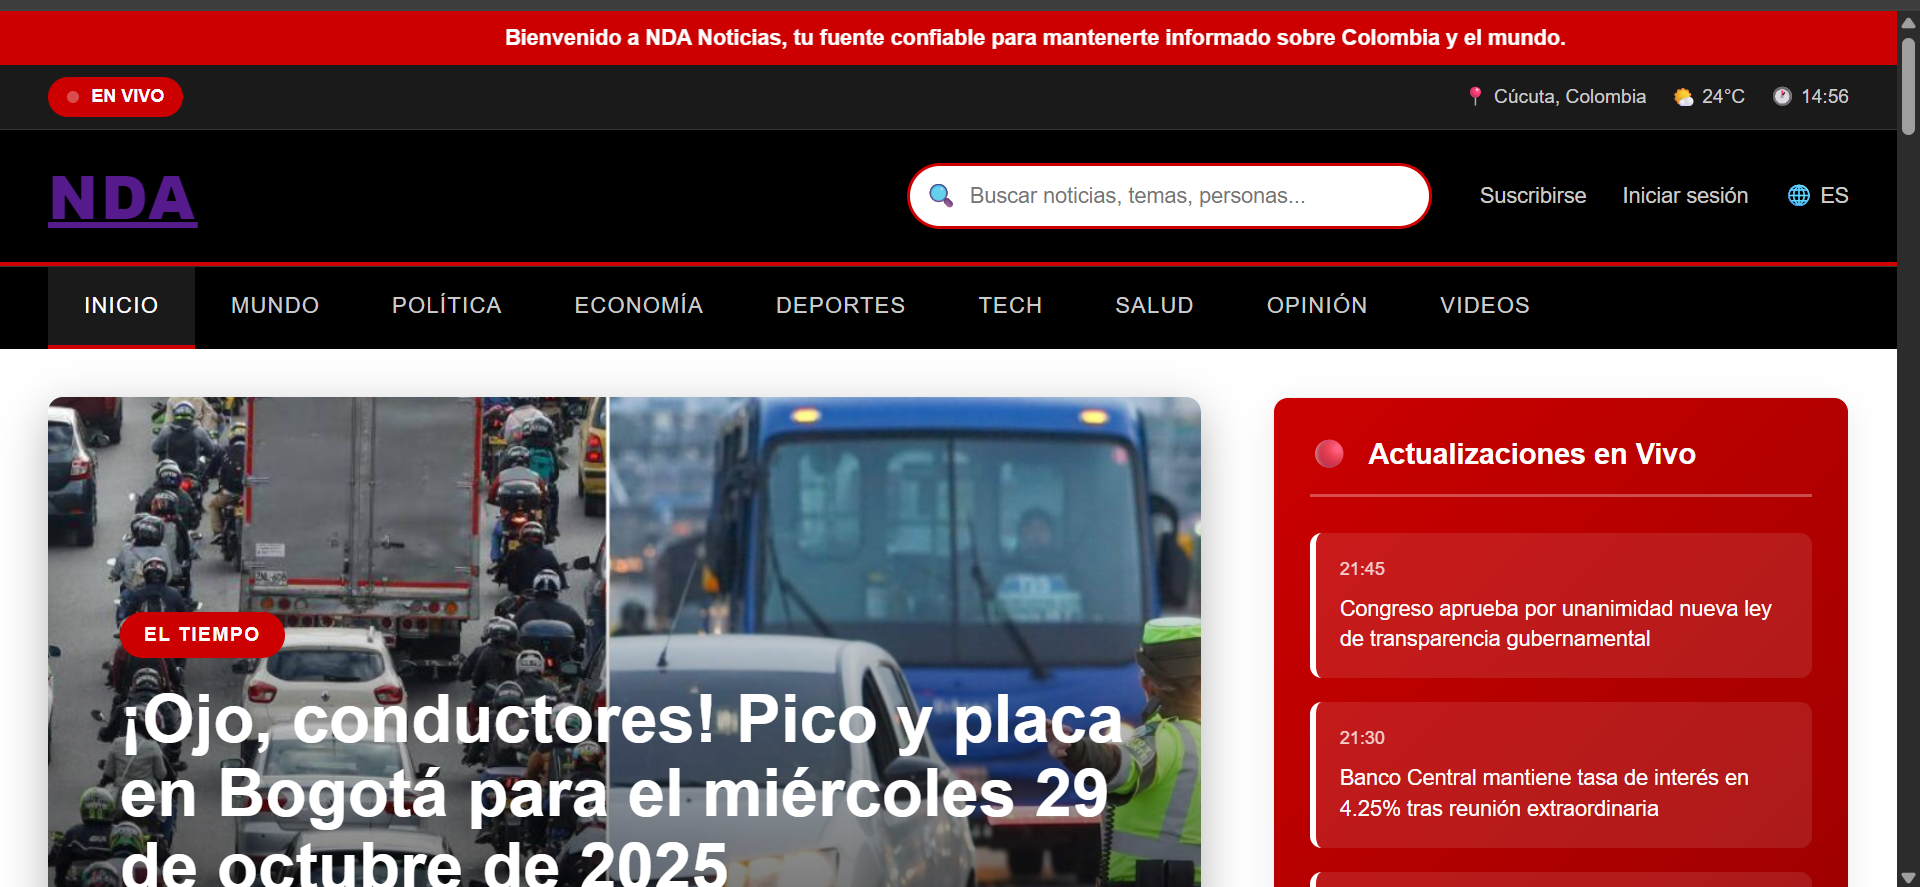 Bienvenido a NDA Noticias, tu fuente confiable para mantenerte informado sobre Colombia y el mundo.
EN VIVO
Cúcuta, Colombia
24°C
14:56
NDA
Buscar noticias, temas, personas...
Suscribirse
Iniciar sesión
ES
INICIO
MUNDO
POLÍTICA
ECONOMÍA
DEPORTES
TECH
SALUD
OPINIÓN
VIDEOS
EL TIEMPO
¡Ojo, conductores! Pico y placa
en Bogotá para el miércoles 29
de octubre de 2025
Actualizaciones en Vivo
21:45
Congreso aprueba por unanimidad nueva ley
de transparencia gubernamental
21:30
Banco Central mantiene tasa de interés en
4.25% tras reunión extraordinaria